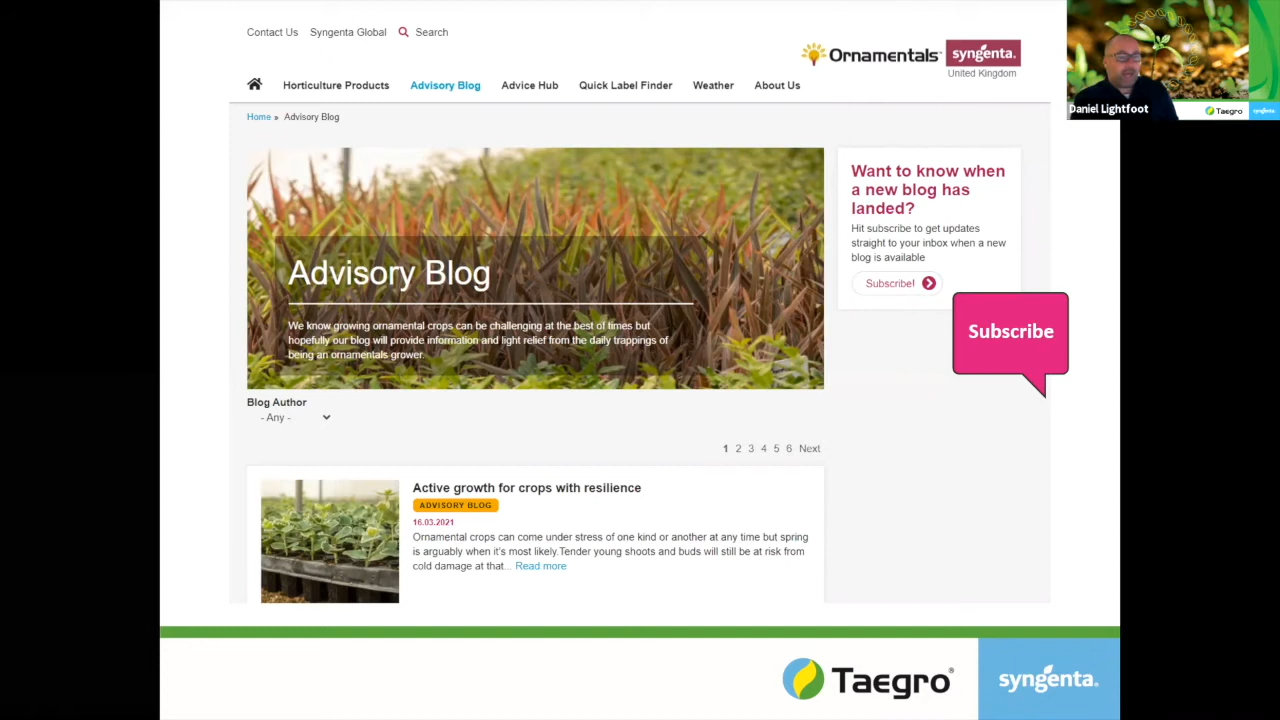 Contact Us Syngenta Global Search
Ornamentals™ syngenta.
United Kingdom
Horticulture Products Advisory Blog Advice Hub Quick Label Finder Weather About Us
Home » Advisory Blog
Advisory Blog
We know growing ornamental crops can be challenging at the best of times but
hopefully our blog will provide information and light relief from the daily trappings of
being an ornamentals grower.
Want to know when
a new blog has
landed?
Hit subscribe to get updates
straight to your inbox when a new
blog is available
Subscribe!
Subscribe
Blog Author
- Any -
1 2 3 4 5 6 Next
Active growth for crops with resilience
ADVISORY BLOG
16.03.2021
Ornamental crops can come under stress of one kind or another at any time but spring
is arguably when it's most likely.Tender young shoots and buds will still be at risk from
cold damage at that... Read more
Daniel Lightfoot
Taegro syngenta
Taegro® syngenta.